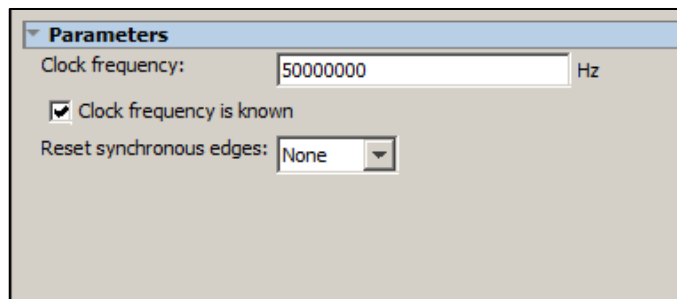 Parameters
Clock frequency: 50000000 Hz
Clock frequency is known
Reset synchronous edges: None